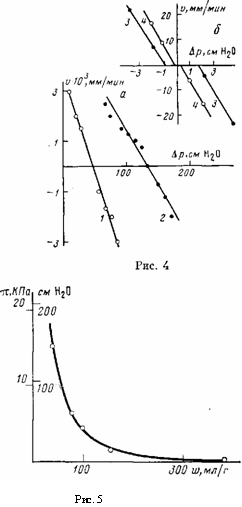 υ, мм/мин
20
10
б
3
4
-3
-1
1
3
Δp, см H₂O
-10
-20
4
3
υ·10³, мм/мин
3
a
1
100
200
Δp, см H₂O
-1
-3
1
2
Рис. 4
π, КПа
см H₂O
20
200
10
100
100
300
w, мл/г
Рис. 5